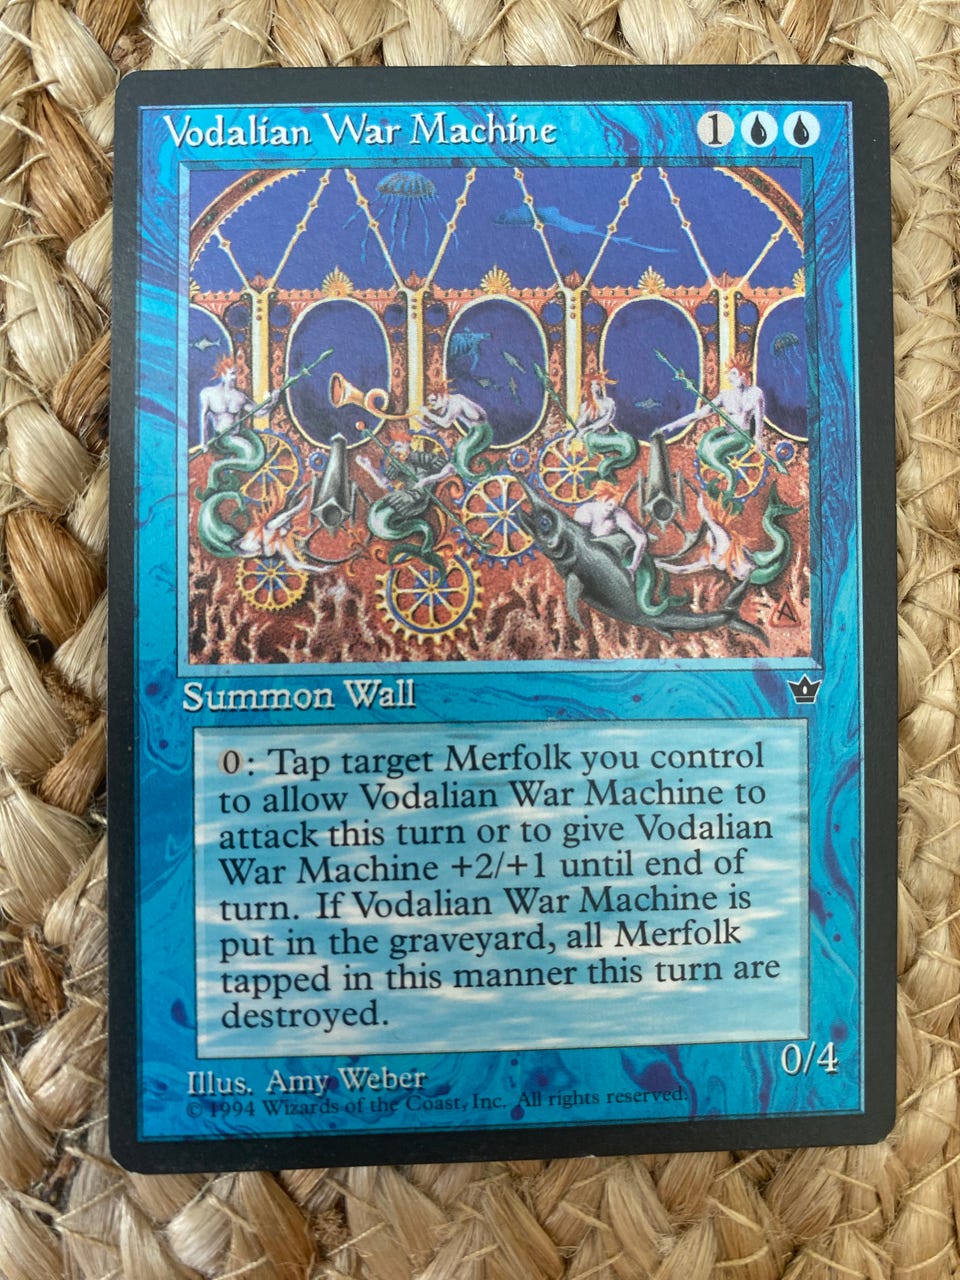 Vodalian War Machine
1
Summon Wall
0: Tap target Merfolk you control
to allow Vodalian War Machine to
attack this turn or to give Vodalian
War Machine +2/+1 until end of
turn. If Vodalian War Machine is
put in the graveyard, all Merfolk
tapped in this manner this turn are
destroyed.
0/4
Illus. Amy Weber
© 1994 Wizards of the Coast, Inc. All rights reserved.